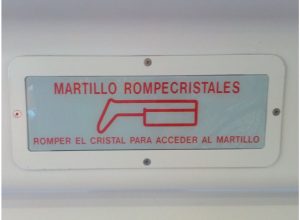 MARTILLO ROMPECRISTALES
ROMPER EL CRISTAL PARA ACCEDER AL MARTILLO